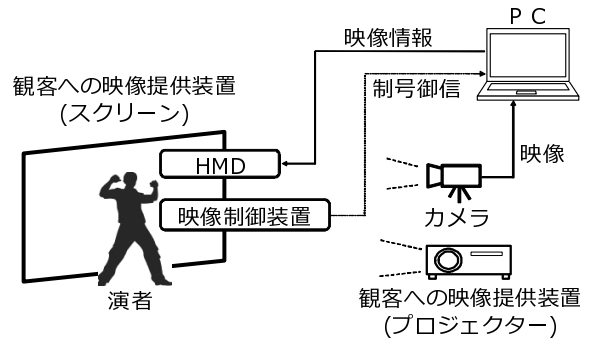 ＰＣ
映像情報
観客への映像提供装置
(スクリーン)
制号御信
HMD
映像
映像制御装置
カメラ
演者
観客への映像提供装置
(プロジェクター)